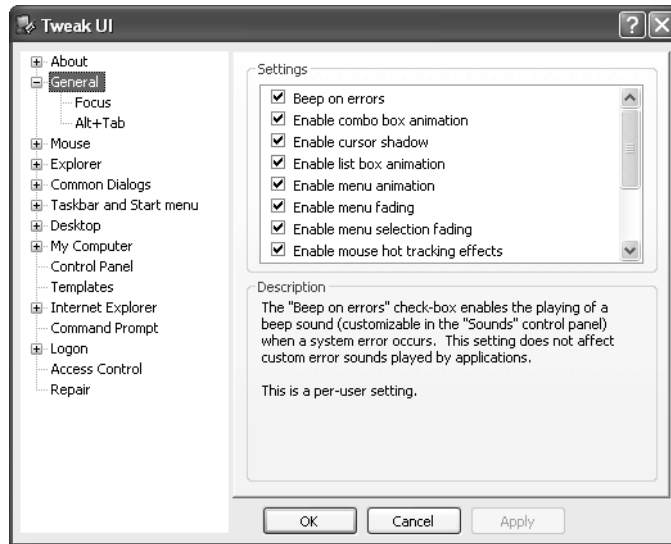 Tweak UI
About
General
Focus
Alt+Tab
Mouse
Explorer
Common Dialogs
Taskbar and Start menu
Desktop
My Computer
Control Panel
Templates
Internet Explorer
Command Prompt
Logon
Access Control
Repair
Settings
Beep on errors
Enable combo box animation
Enable cursor shadow
Enable list box animation
Enable menu animation
Enable menu fading
Enable menu selection fading
Enable mouse hot tracking effects
Description
The "Beep on errors" check-box enables the playing of a
beep sound (customizable in the "Sounds" control panel)
when a system error occurs. This setting does not affect
custom error sounds played by applications.
This is a per-user setting.
OK
Cancel
Apply